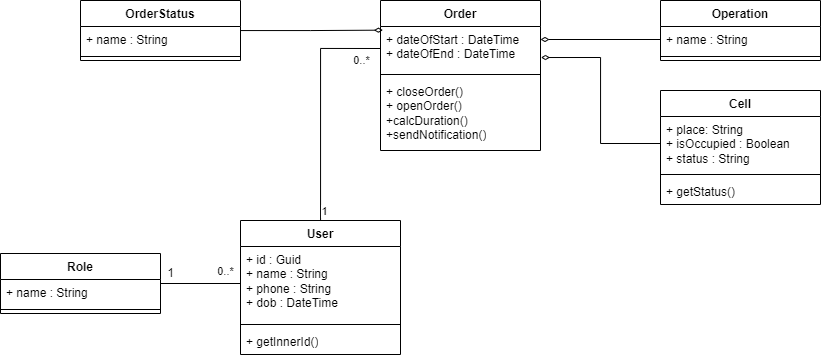 OrderStatus
+ name : String
Order
+ dateOfStart : DateTime
+ dateOfEnd : DateTime
+ closeOrder()
+ openOrder()
+calcDuration()
+sendNotification()
Operation
+ name : String
Cell
+ place: String
+ isOccupied : Boolean
+ status : String
+ getStatus()
0..*
1
User
+ id : Guid
+ name : String
+ phone : String
+ dob : DateTime
+ getInnerId()
Role
+ name : String
1
0..*